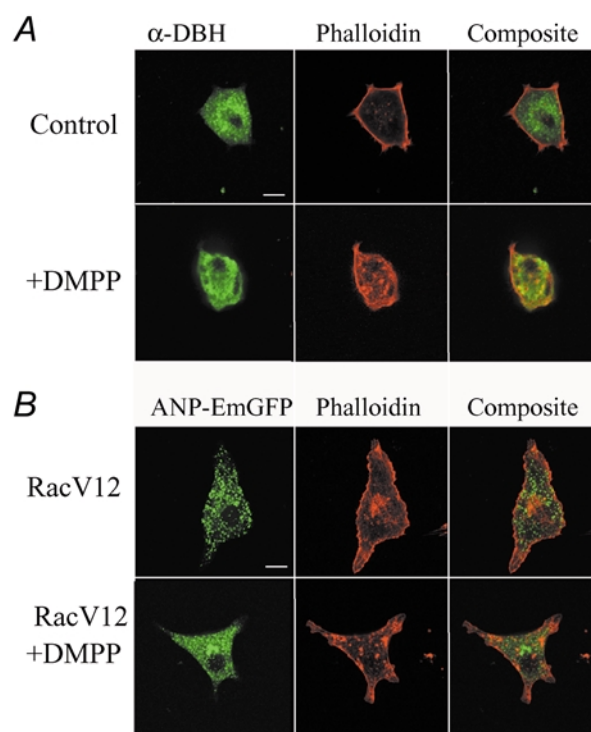 A
α-DBH Phalloidin Composite
Control
+DMPP
B
ANP-EmGFP Phalloidin Composite
RacV12
RacV12
+DMPP